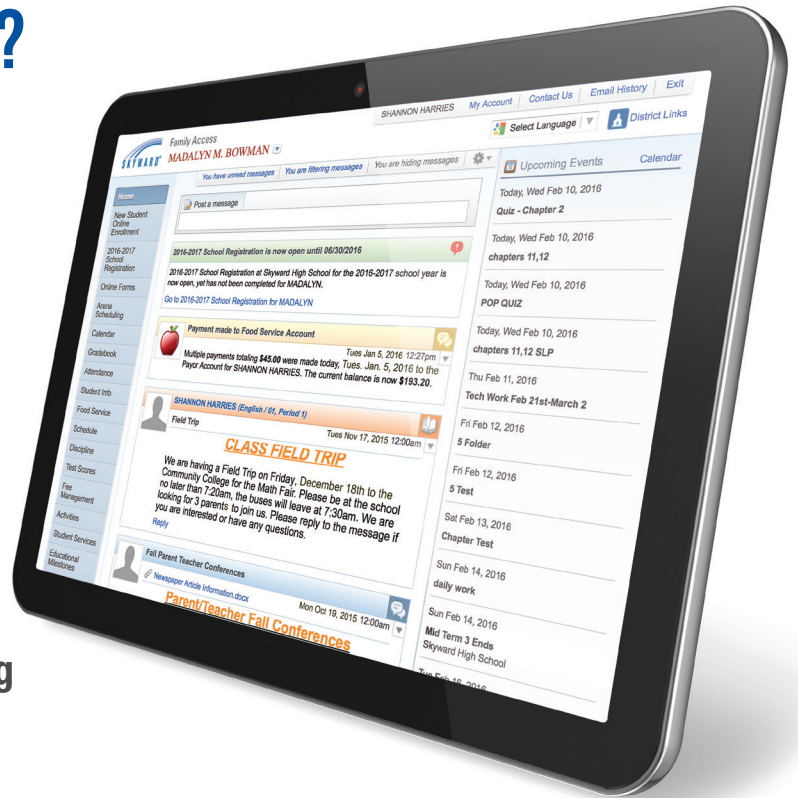 ?
SHANNON HARRIES
My Account
Contact Us
Email History
Exit
Select Language
District Links
SKYWARD
Family Access
MADALYN M. BOWMAN
You have unread messages
You are filtering messages
You are hiding messages
Home
New Student
Online
Enrollment
2016-2017
School
Registration
Online Forms
Arena
Scheduling
Calendar
Gradebook
Attendance
Student Info
Food Service
Schedule
Discipline
Test Scores
Fee
Management
Activities
Student Services
Educational
Milestones
Post a message
2016-2017 School Registration is now open until 06/30/2016
2016-2017 School Registration at Skyward High School for the 2016-2017 school year is
now open, yet has not been completed for MADALYN.
Go to 2016-2017 School Registration for MADALYN
Payment made to Food Service Account
Tues Jan 5, 2016 12:27pm
Multiple payments totaling $45.00 were made today, Tues. Jan. 5, 2016 to the
Payor Account for SHANNON HARRIES. The current balance is now $193.20.
SHANNON HARRIES (English / 01, Period 1)
Field Trip
Tues Nov 17, 2015 12:00am
CLASS FIELD TRIP
We are having a Field Trip on Friday, December 18th to the
Community College for the Math Fair. Please be at the school
no later than 7:20am, the buses will leave at 7:30am. We are
looking for 3 parents to join us. Please reply to the message if
you are interested or have any questions.
Reply
Fall Parent Teacher Conferences
Newspaper Article Information.docx
Mon Oct 19, 2015 12:00am
Parent/Teacher Fall Conferences
Upcoming Events
Calendar
Today, Wed Feb 10, 2016
Quiz - Chapter 2
Today, Wed Feb 10, 2016
chapters 11,12
Today, Wed Feb 10, 2016
POP QUIZ
Today, Wed Feb 10, 2016
chapters 11,12 SLP
Thu Feb 11, 2016
Tech Work Feb 21st-March 2
Fri Feb 12, 2016
5 Folder
Fri Feb 12, 2016
5 Test
Sat Feb 13, 2016
Chapter Test
Sun Feb 14, 2016
daily work
Sun Feb 14, 2016
Mid Term 3 Ends
Skyward High School
Tue Feb 16, 2016
g